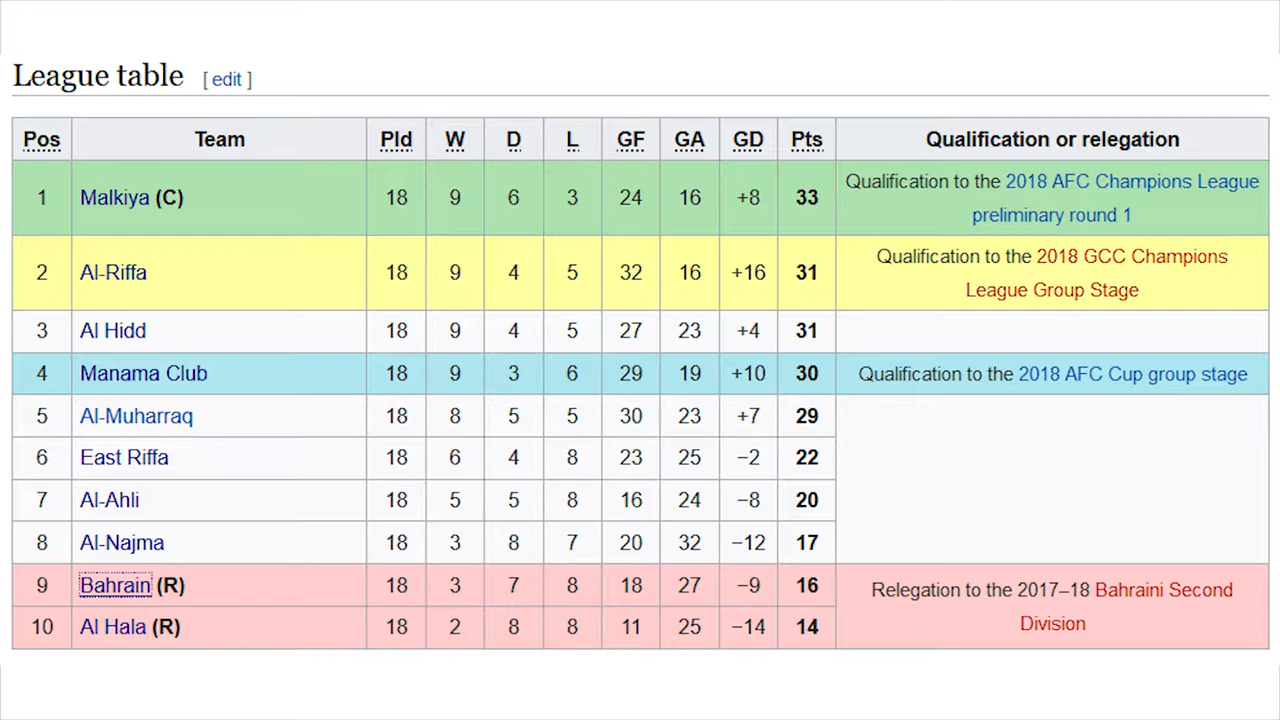 League table [ edit ]
Pos Team Pld W D L GF GA GD Pts Qualification or relegation
1 Malkiya (C) 18 9 6 3 24 16 +8 33 Qualification to the 2018 AFC Champions League
preliminary round 1
2 Al-Riffa 18 9 4 5 32 16 +16 31 Qualification to the 2018 GCC Champions
League Group Stage
3 Al Hidd 18 9 4 5 27 23 +4 31
4 Manama Club 18 9 3 6 29 19 +10 30 Qualification to the 2018 AFC Cup group stage
5 Al-Muharraq 18 8 5 5 30 23 +7 29
6 East Riffa 18 6 4 8 23 25 −2 22
7 Al-Ahli 18 5 5 8 16 24 −8 20
8 Al-Najma 18 3 8 7 20 32 −12 17
9 Bahrain (R) 18 3 7 8 18 27 −9 16 Relegation to the 2017–18 Bahraini Second
Division
10 Al Hala (R) 18 2 8 8 11 25 −14 14